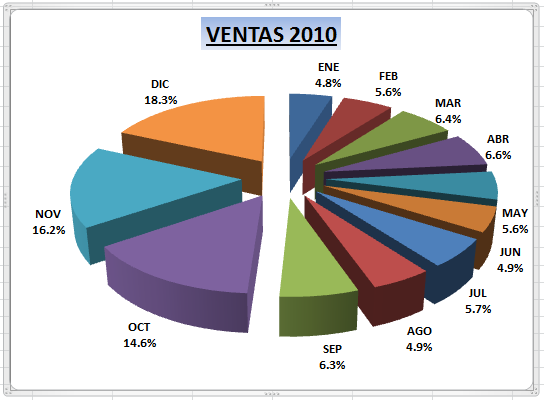 VENTAS 2010
ENE
4.8%
FEB
5.6%
MAR
6.4%
ABR
6.6%
MAY
5.6%
JUN
4.9%
JUL
5.7%
AGO
4.9%
SEP
6.3%
OCT
14.6%
NOV
16.2%
DIC
18.3%